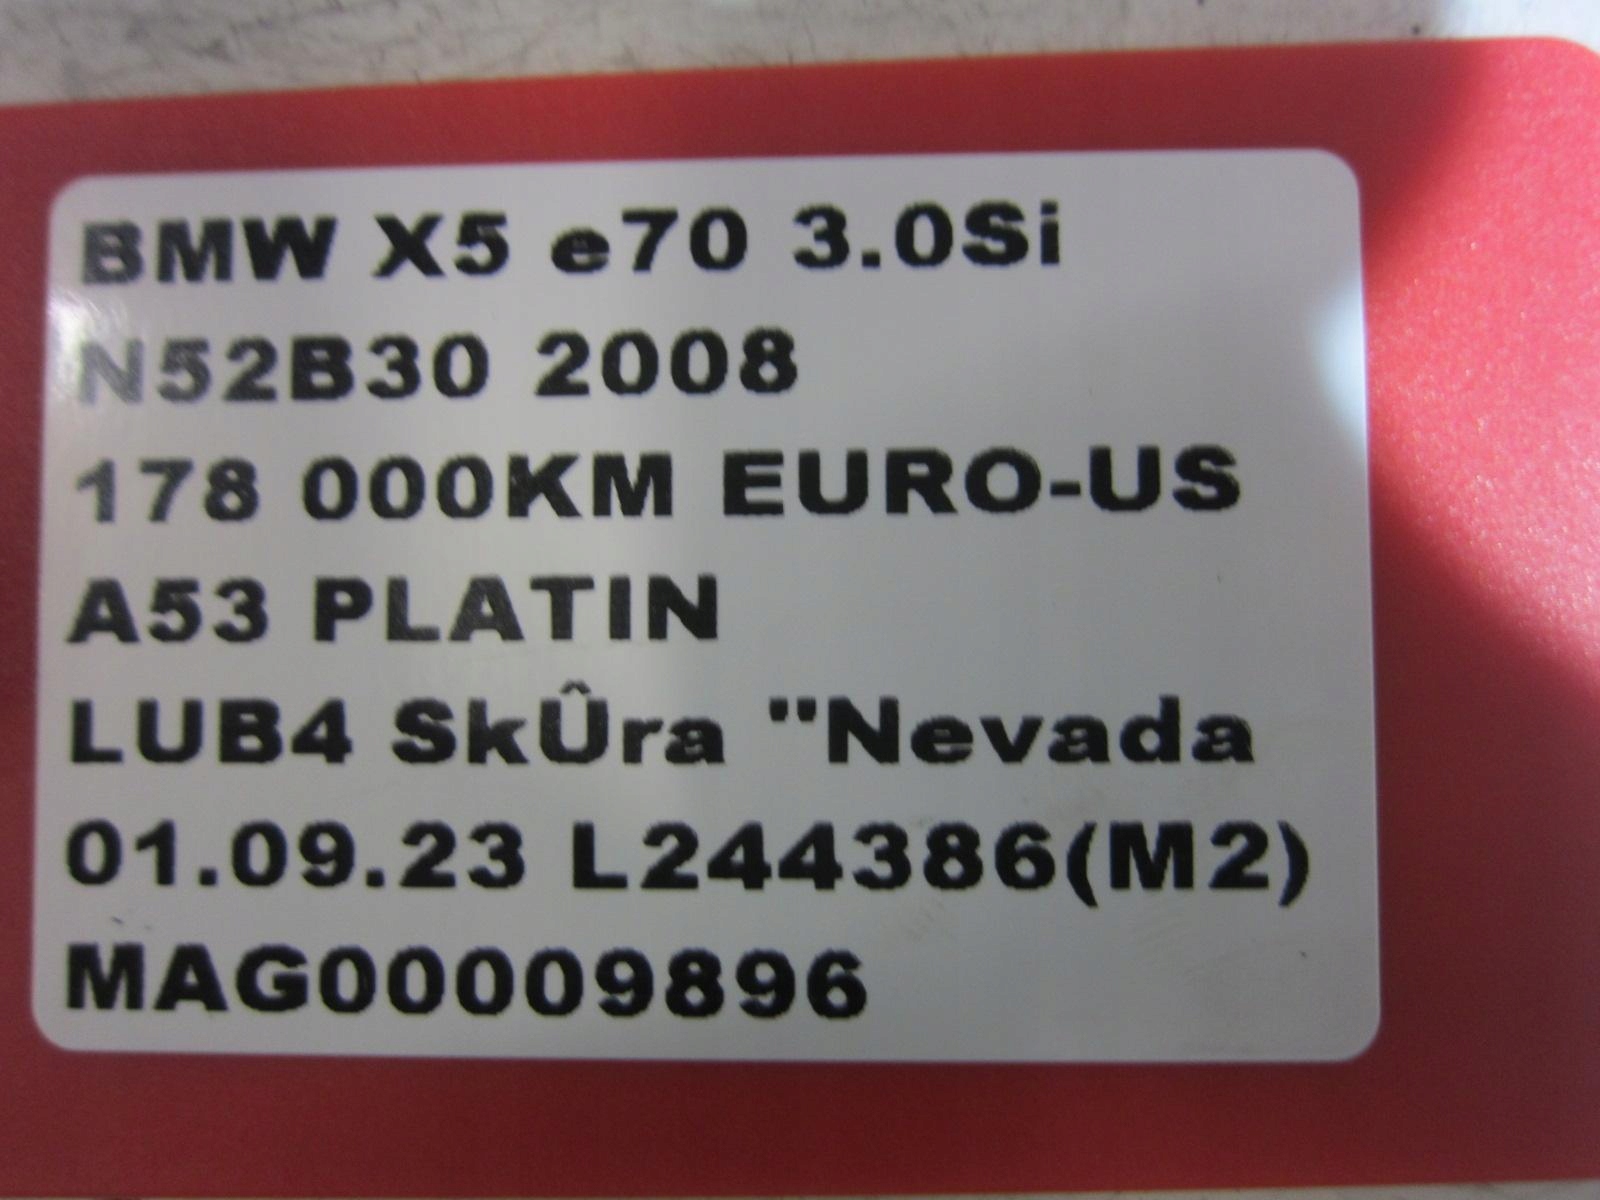 BMW X5 e70 3.0Si
N52B30 2008
178 000KM EURO-US
A53 PLATIN
LUB4 SkÛra "Nevada
01.09.23 L244386(M2)
MAG00009896